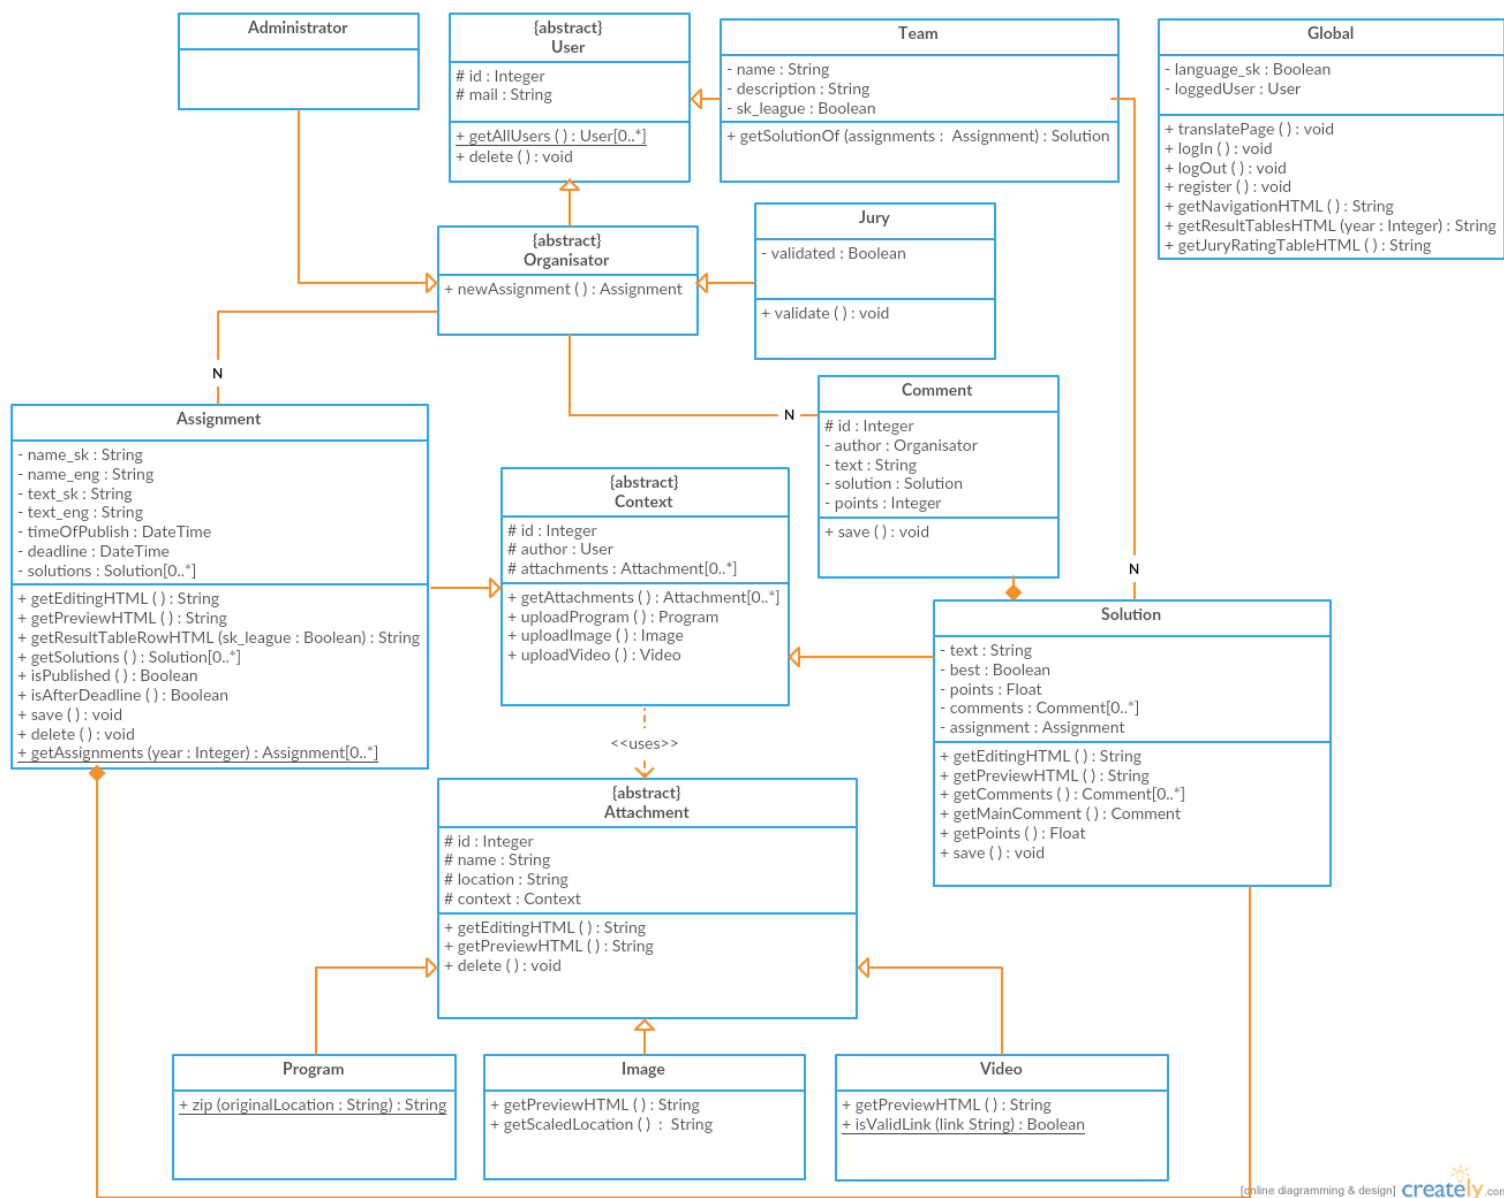 Administrator
{abstract}
User
# id : Integer
# mail : String
+ getAllUsers ( ) : User[0..*]
+ delete ( ) : void
Team
- name : String
- description : String
- sk_league : Boolean
+ getSolutionOf (assignments :  Assignment) : Solution
Global
- language_sk : Boolean
- loggedUser : User
+ translatePage ( ) : void
+ logIn ( ) : void
+ logOut ( ) : void
+ register ( ) : void
+ getNavigationHTML ( ) : String
+ getResultTablesHTML (year : Integer) : String
+ getJuryRatingTableHTML ( ) : String
{abstract}
Organisator
+ newAssignment ( ) : Assignment
Jury
- validated : Boolean
+ validate ( ) : void
N
N
N
Assignment
- name_sk : String
- name_eng : String
- text_sk : String
- text_eng : String
- timeOfPublish : DateTime
- deadline : DateTime
- solutions : Solution[0..*]
+ getEditingHTML ( ) : String
+ getPreviewHTML ( ) : String
+ getResultTableRowHTML (sk_league : Boolean) : String
+ getSolutions ( ) : Solution[0..*]
+ isPublished ( ) : Boolean
+ isAfterDeadline ( ) : Boolean
+ save ( ) : void
+ delete ( ) : void
+ getAssignments (year : Integer) : Assignment[0..*]
Comment
# id : Integer
- author : Organisator
- text : String
- solution : Solution
- points : Integer
+ save ( ) : void
{abstract}
Context
# id : Integer
# author : User
# attachments : Attachment[0..*]
+ getAttachments ( ) : Attachment[0..*]
+ uploadProgram ( ) : Program
+ uploadImage ( ) : Image
+ uploadVideo ( ) : Video
Solution
- text : String
- best : Boolean
- points : Float
- comments : Comment[0..*]
- assignment : Assignment
+ getEditingHTML ( ) : String
+ getPreviewHTML ( ) : String
+ getComments ( ) : Comment[0..*]
+ getMainComment ( ) : Comment
+ getPoints ( ) : Float
+ save ( ) : void
<<uses>>
{abstract}
Attachment
# id : Integer
# name : String
# location : String
# context : Context
+ getEditingHTML ( ) : String
+ getPreviewHTML ( ) : String
+ delete ( ) : void
Program
+ zip (originalLocation : String) : String
Image
+ getPreviewHTML ( ) : String
+ getScaledLocation ( )  :  String
Video
+ getPreviewHTML ( ) : String
+ isValidLink (link String) : Boolean
[online diagramming & design] creately.com